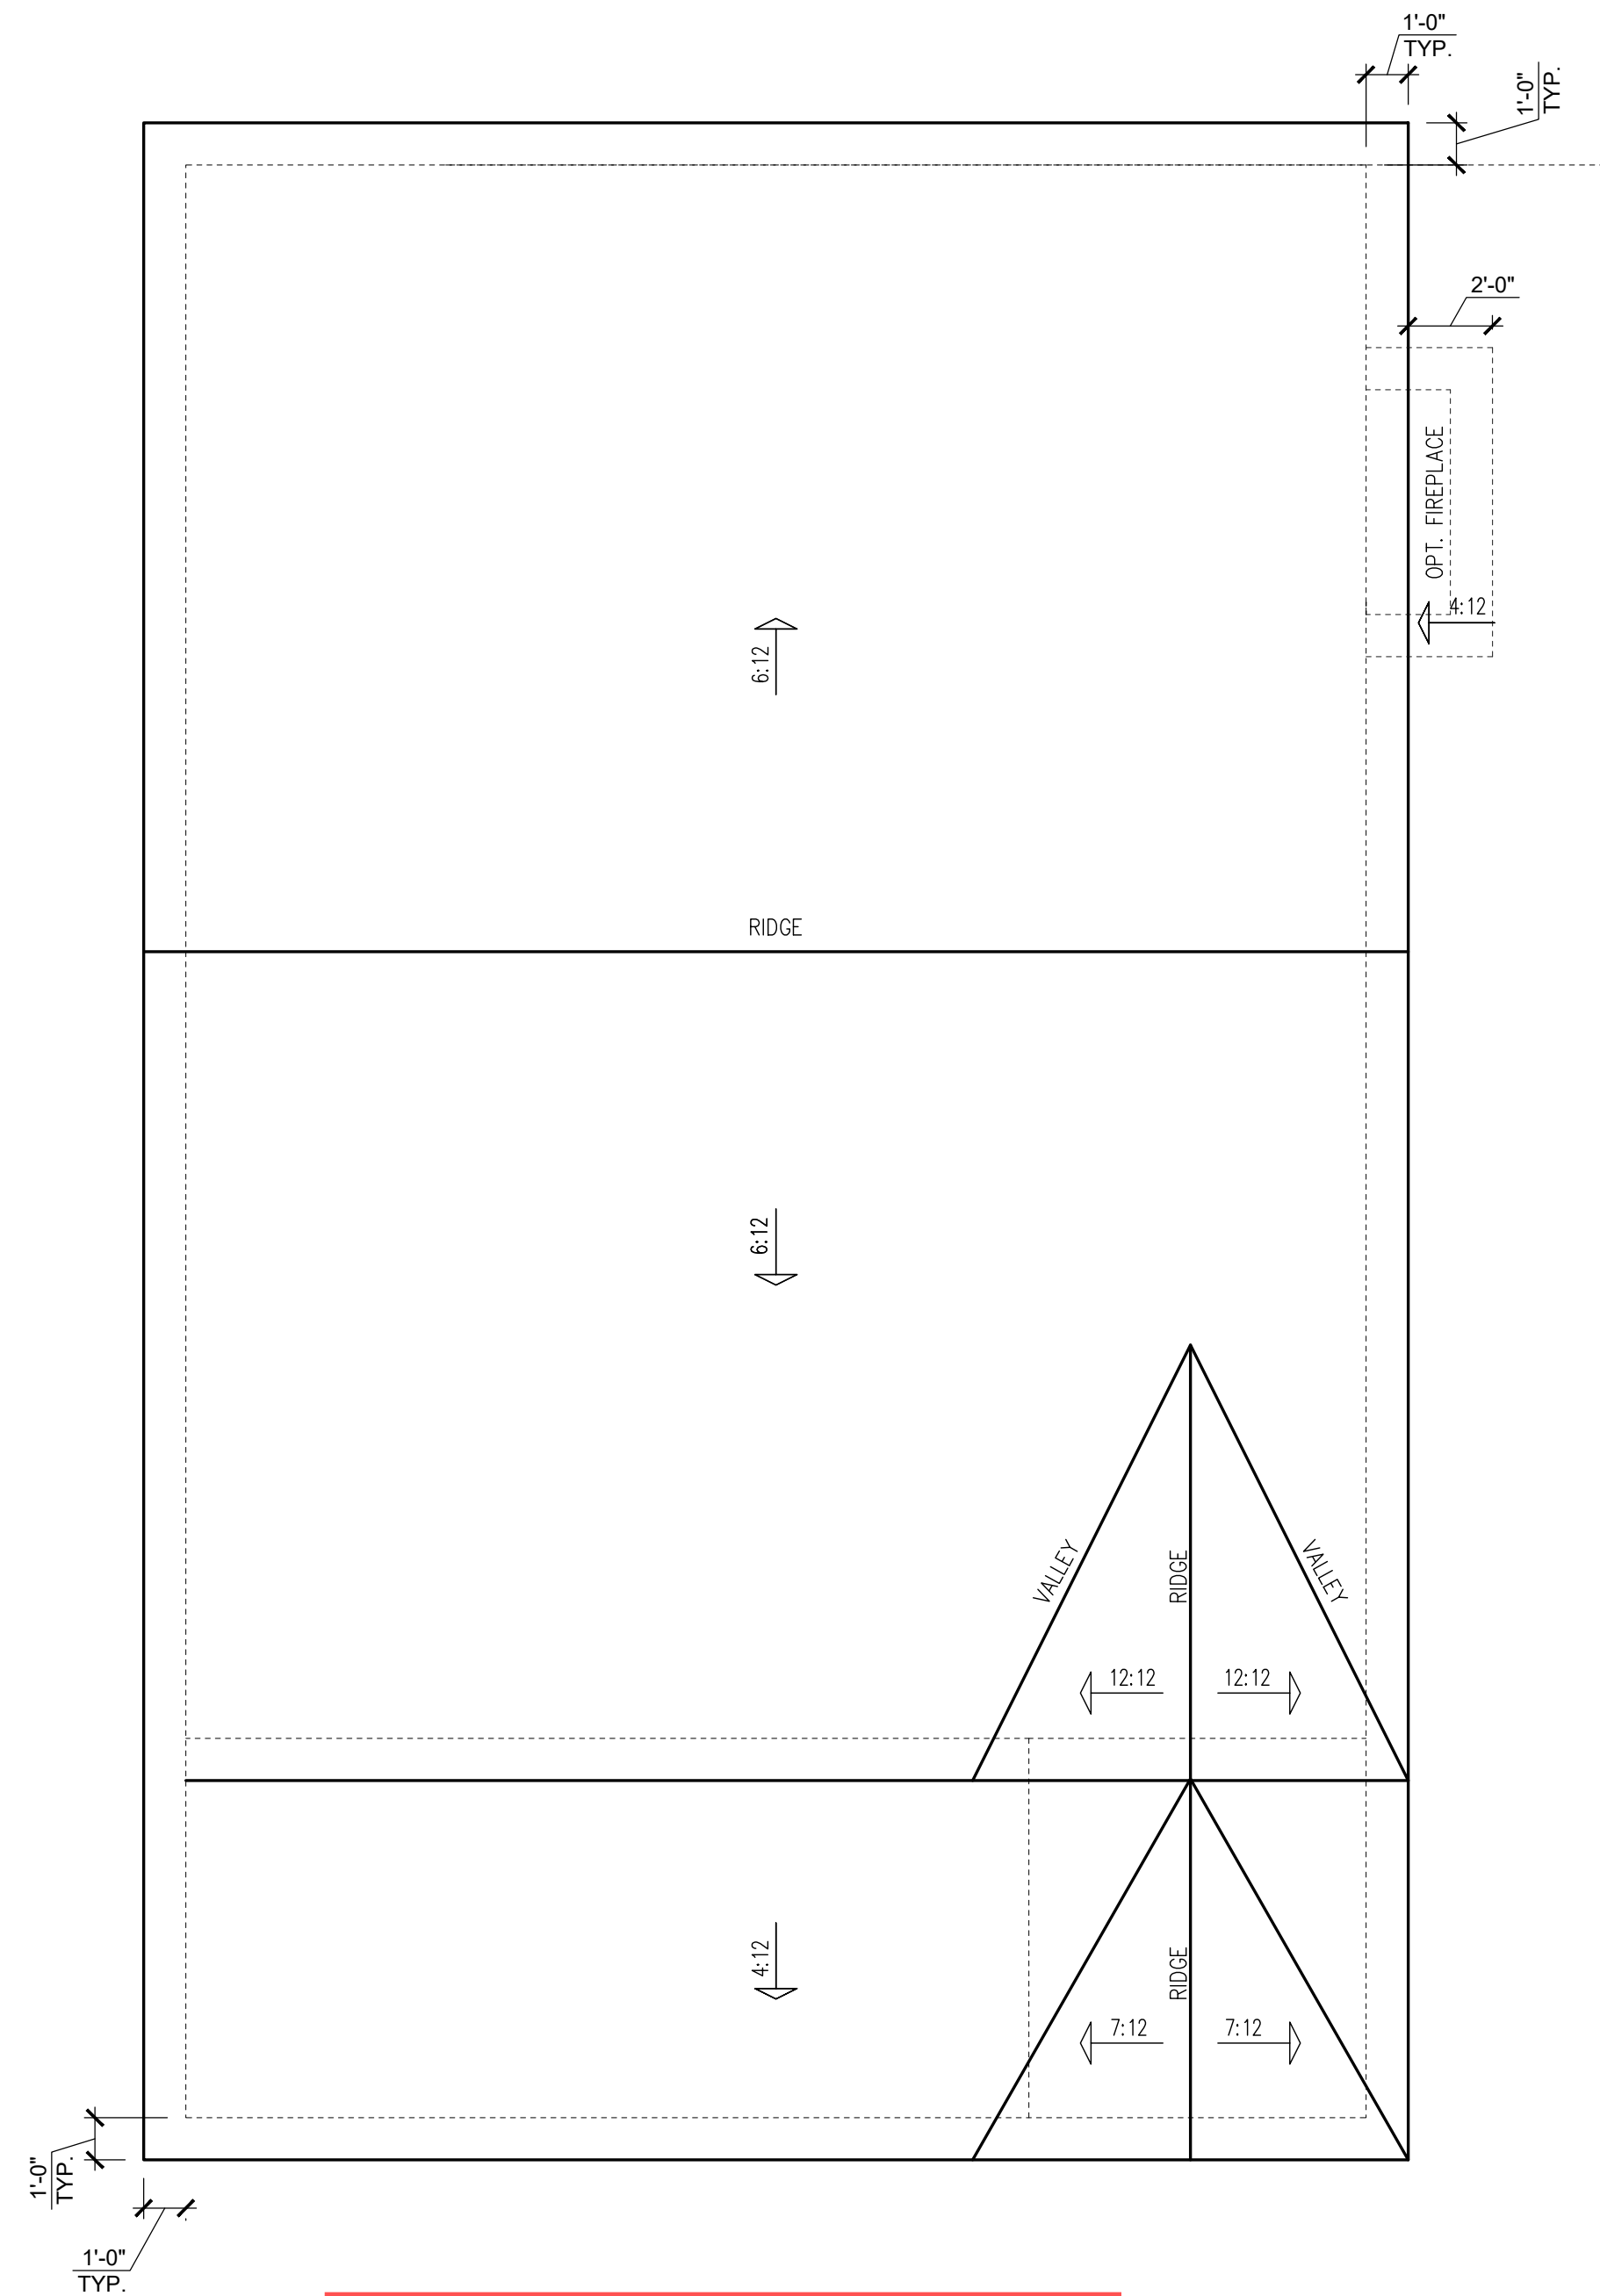 1'-0"
TYP.
1'-0"
TYP.
2'-0"
OPT. FIREPLACE
4:12
6:12
RIDGE
6:12
VALLEY
RIDGE
VALLEY
12:12
12:12
4:12
RIDGE
7:12
7:12
1'-0"
TYP.
1'-0"
TYP.